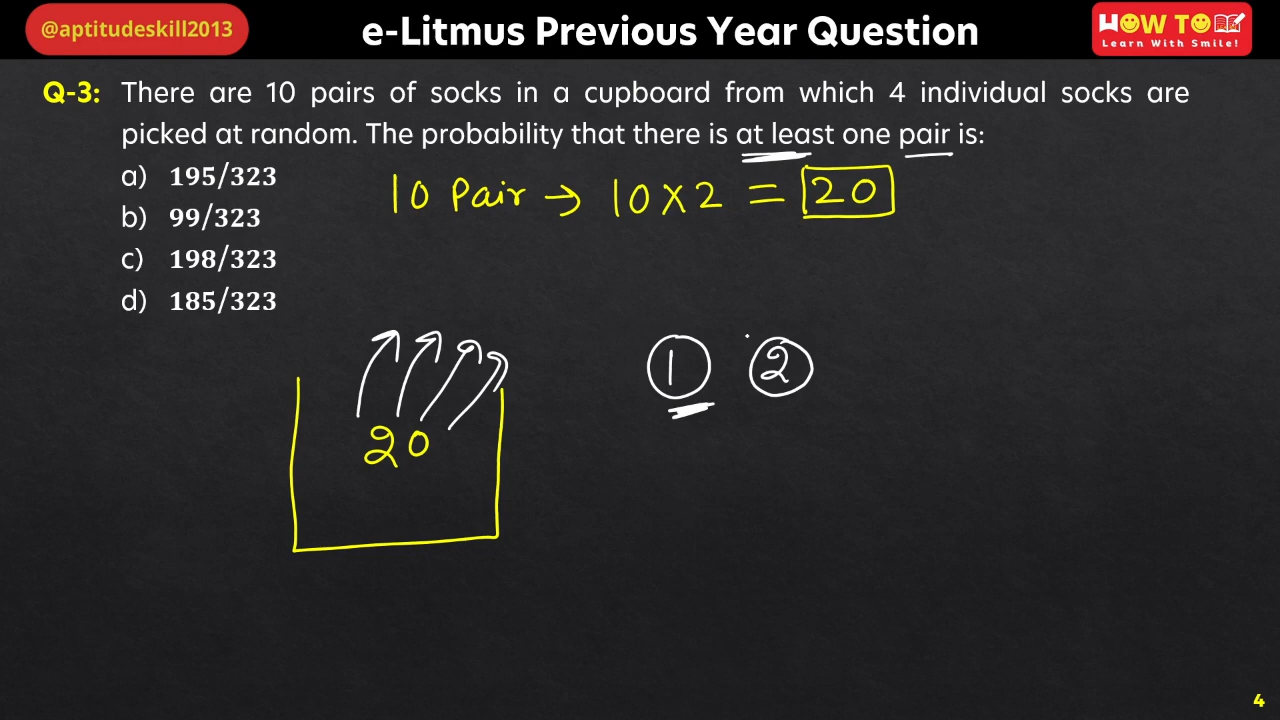 @aptitudeskill2013
e-Litmus Previous Year Question
HOW TO
Learn With Smile!
Q-3: There are 10 pairs of socks in a cupboard from which 4 individual socks are
picked at random. The probability that there is at least one pair is:
a) 195/323
b) 99/323
c) 198/323
d) 185/323
10 Pair → 10 X 2 = 20
1 2
20
4